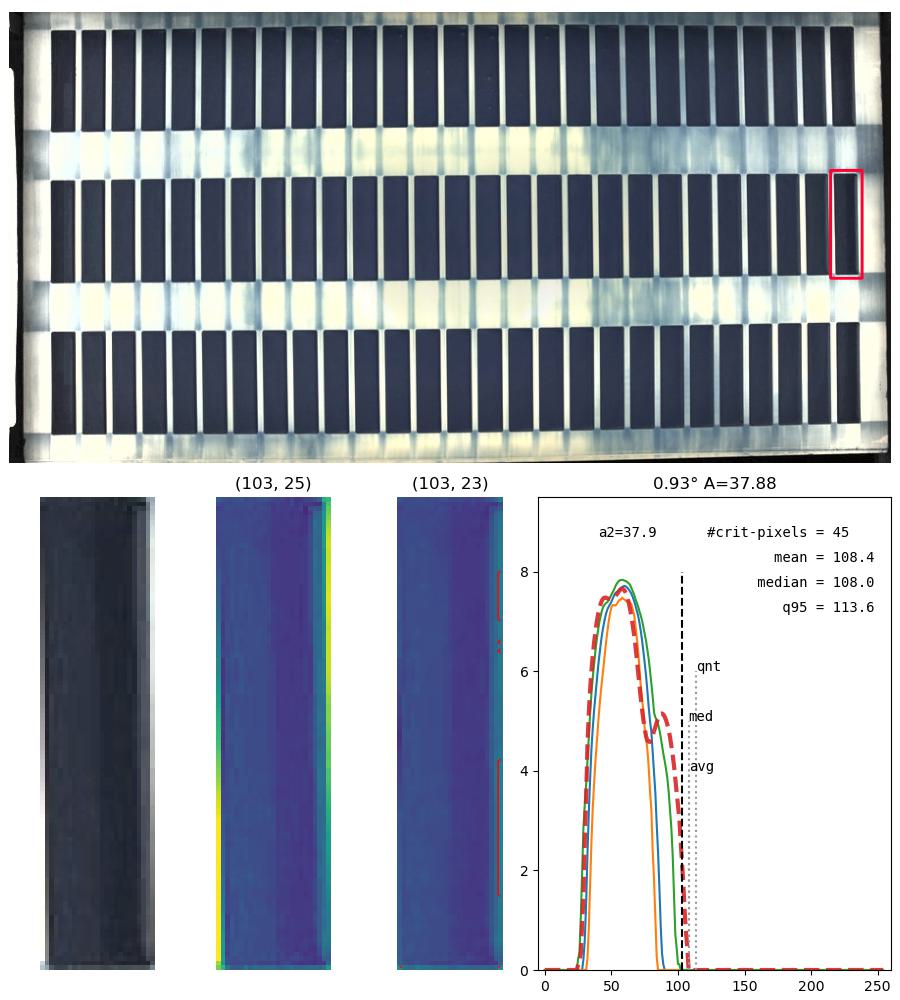 (103, 25)
(103, 23)
0.93° A=37.88
a2=37.9
#crit-pixels = 45
mean = 108.4
median = 108.0
q95 = 113.6
qnt
med
avg
8
6
4
2
0
0 50 100 150 200 250